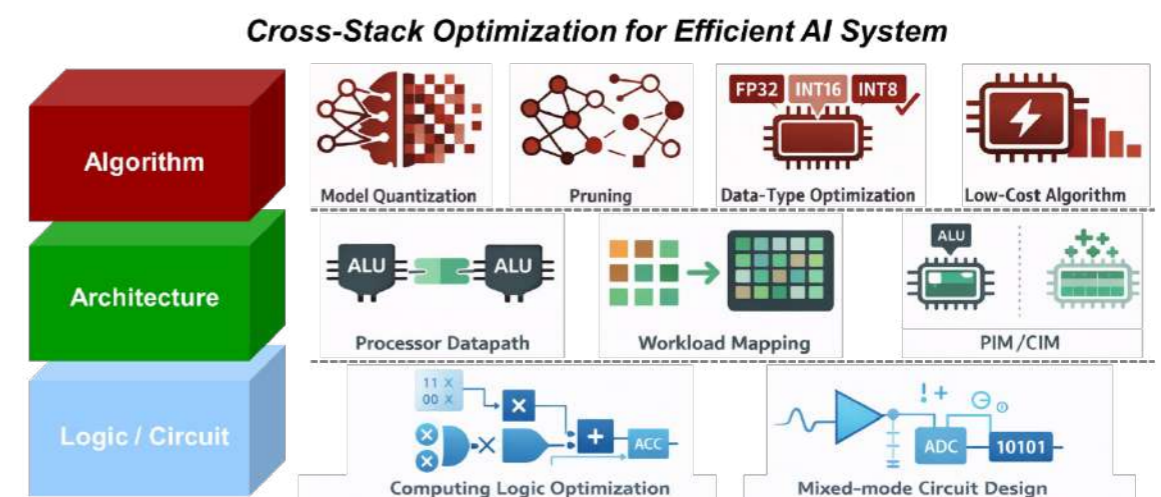 Cross-Stack Optimization for Efficient AI System
Algorithm
FP32 INT16 INT8
Model Quantization
Pruning
Data-Type Optimization
Low-Cost Algorithm
Architecture
ALU
ALU
ALU
Processor Datapath
Workload Mapping
PIM/CIM
Logic / Circuit
11 X
00 X
X
X
X
X
+
ACC
! +
ADC
10101
Computing Logic Optimization
Mixed-mode Circuit Design